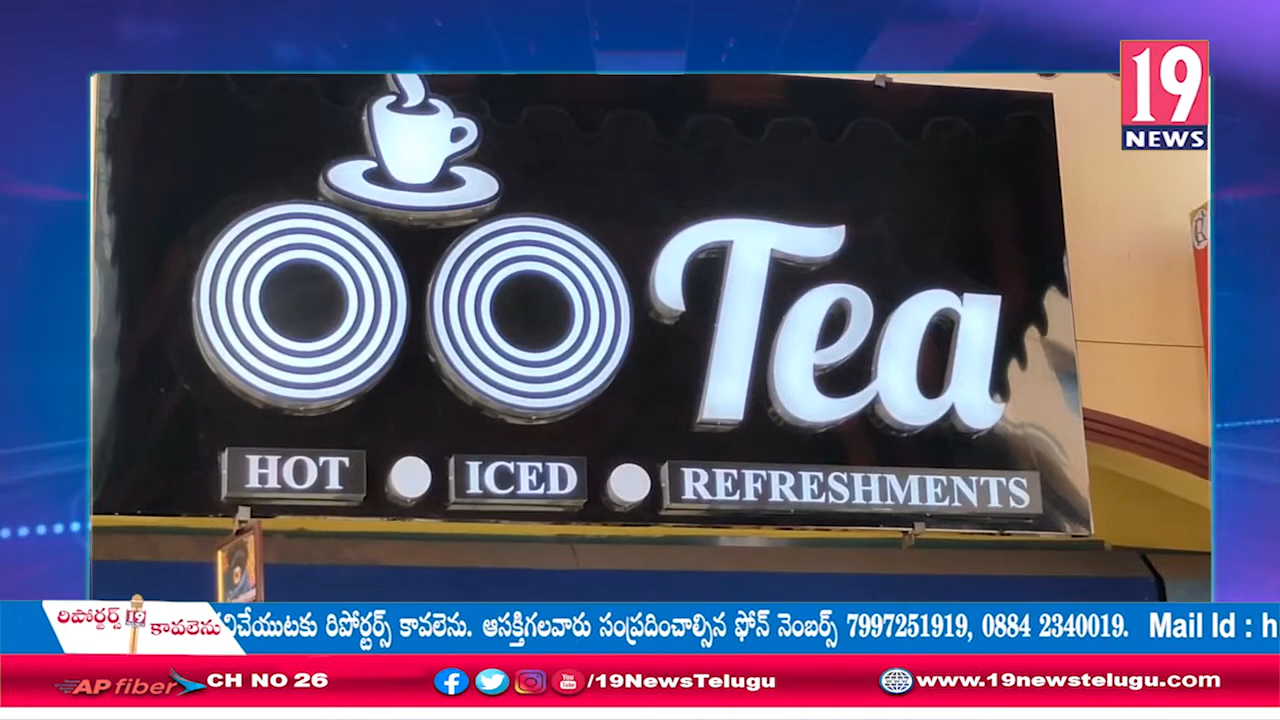 19
NEWS
Tea
HOT ICED REFRESHMENTS
రిపోర్టర్స్ 19
కావలెను
నిచేయుటకు రిపోర్టర్స్ కావలెను. ఆసక్తిగలవారు సంప్రదించాల్సిన ఫోన్ నెంబర్స్ 7997251919, 0884 2340019. Mail Id : h
AP fiber CH NO 26 /19NewsTelugu www.19newstelugu.com